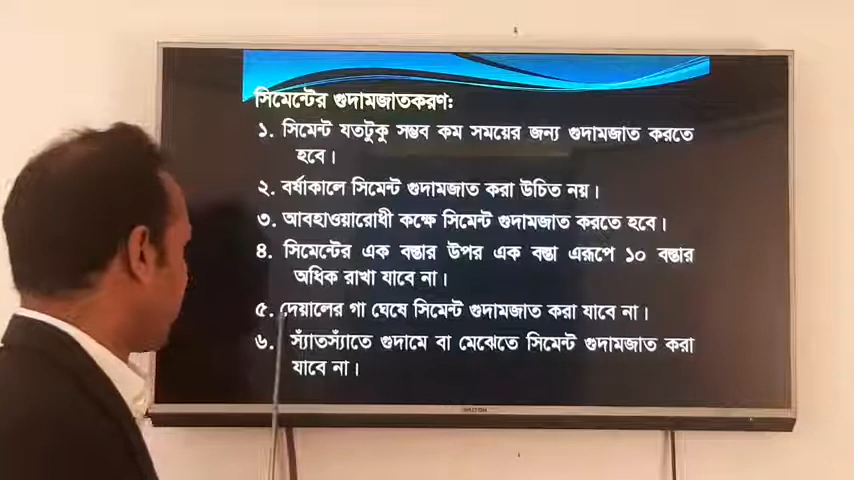 সিমেন্টের গুদামজাতকরণ:
১. সিমেন্ট যতটুকু সম্ভব কম সময়ের জন্য গুদামজাত করতে
হবে।
২. বর্ষাকালে সিমেন্ট গুদামজাত করা উচিত নয়।
৩. আবহাওয়ারোধী কক্ষে সিমেন্ট গুদামজাত করতে হবে।
৪. সিমেন্টের এক বস্তার উপর এক বস্তা এরূপে ১০ বস্তার
অধিক রাখা যাবে না।
৫. দেয়ালের গা ঘেষে সিমেন্ট গুদামজাত করা যাবে না।
৬. স্যাঁতস্যাঁতে গুদামে বা মেঝেতে সিমেন্ট গুদামজাত করা
যাবে না।